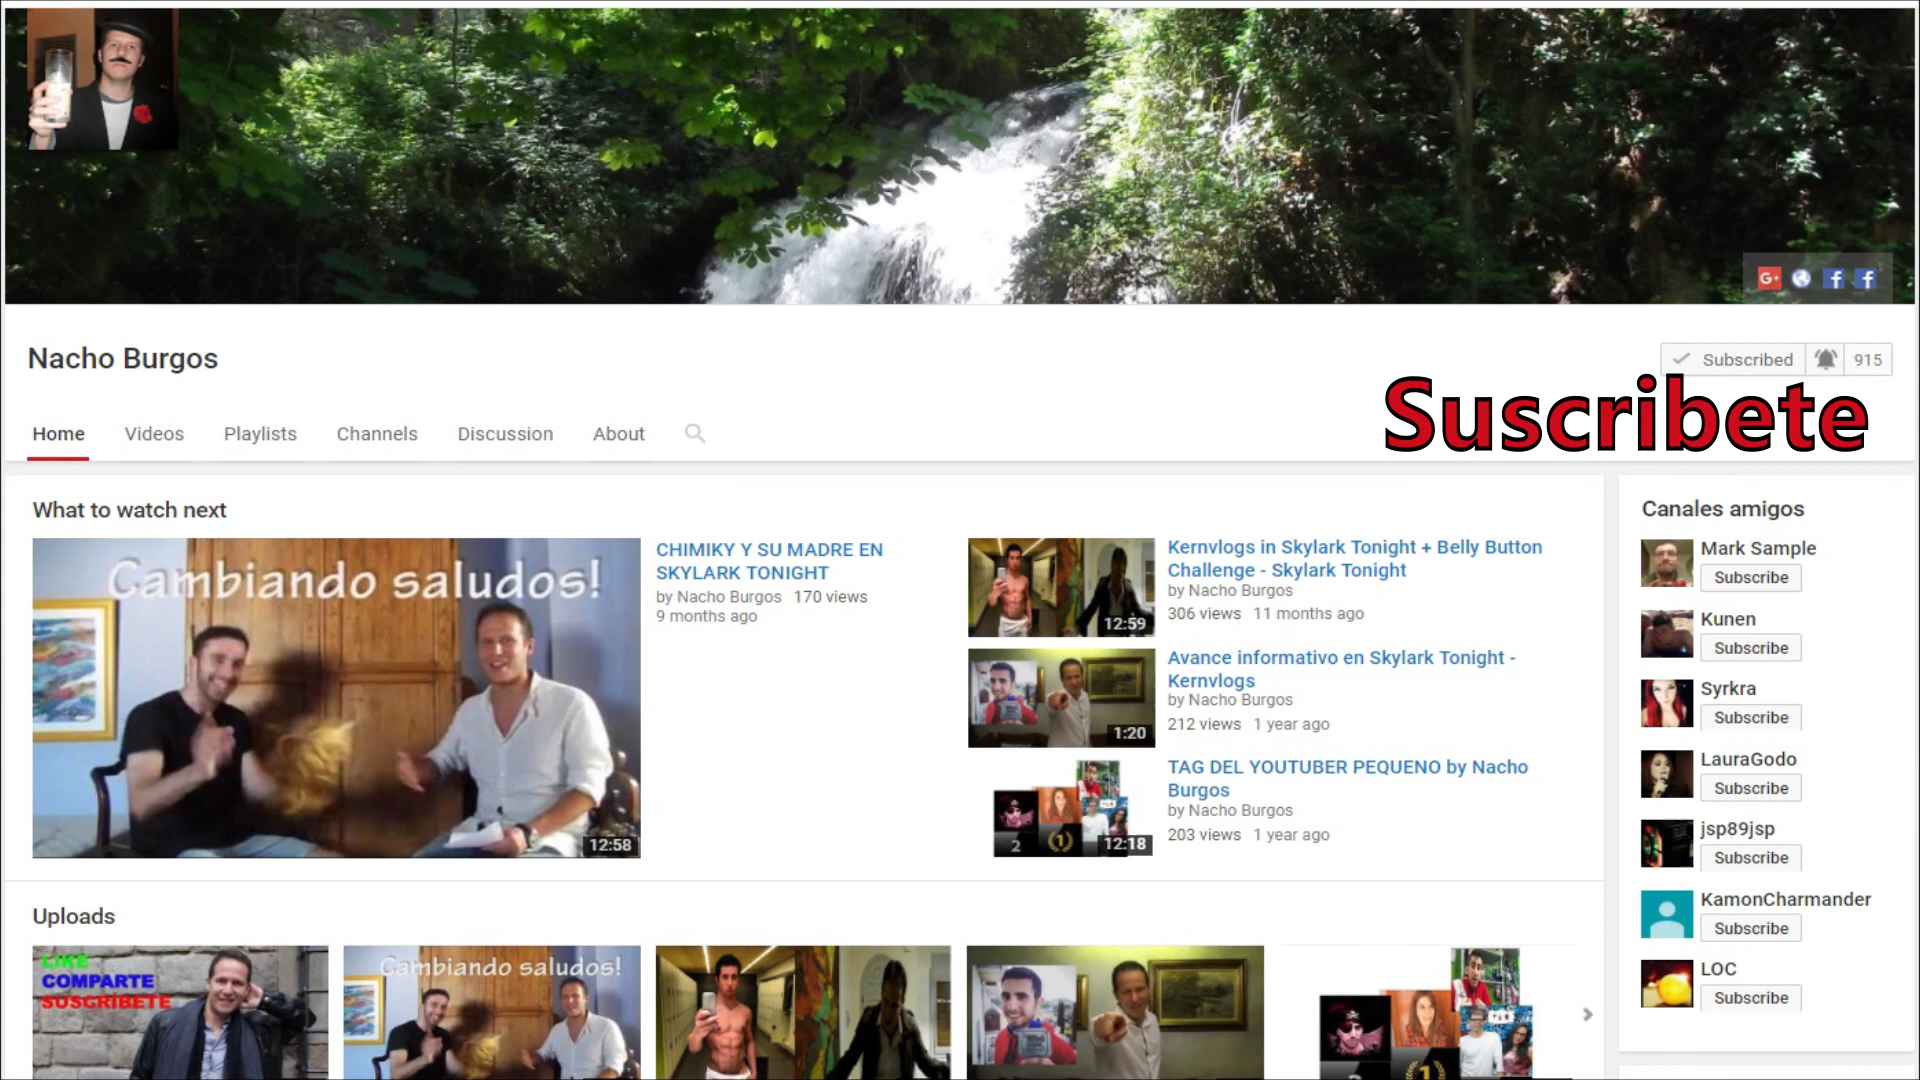 G+
Nacho Burgos
Subscribed 915
Suscribete
Home Videos Playlists Channels Discussion About
What to watch next
Cambiando saludos!
12:58
CHIMIKY Y SU MADRE EN
SKYLARK TONIGHT
by Nacho Burgos 170 views
9 months ago
12:59
Kernvlogs in Skylark Tonight + Belly Button
Challenge - Skylark Tonight
by Nacho Burgos
306 views 11 months ago
1:20
Avance informativo en Skylark Tonight -
Kernvlogs
by Nacho Burgos
212 views 1 year ago
2
1
12:18
TAG DEL YOUTUBER PEQUENO by Nacho
Burgos
by Nacho Burgos
203 views 1 year ago
Uploads
LIKE
COMPARTE
SUSCRIBETE
Cambiando saludos!
1
Canales amigos
Mark Sample
Subscribe
Kunen
Subscribe
Syrkra
Subscribe
LauraGodo
Subscribe
jsp89jsp
Subscribe
KamonCharmander
Subscribe
LOC
Subscribe